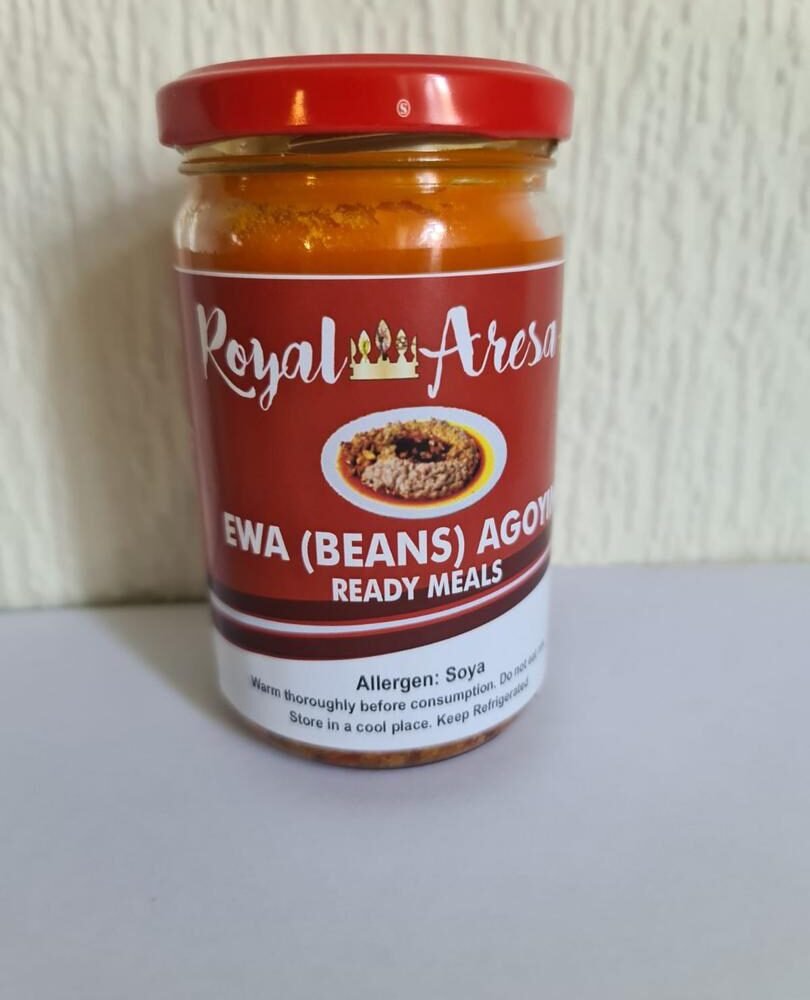 Royal Aresa
EWA (BEANS) AGOYI
READY MEALS
Allergen: Soya
Warm thoroughly before consumption. Do not
Store in a cool place. Keep Refrigerated